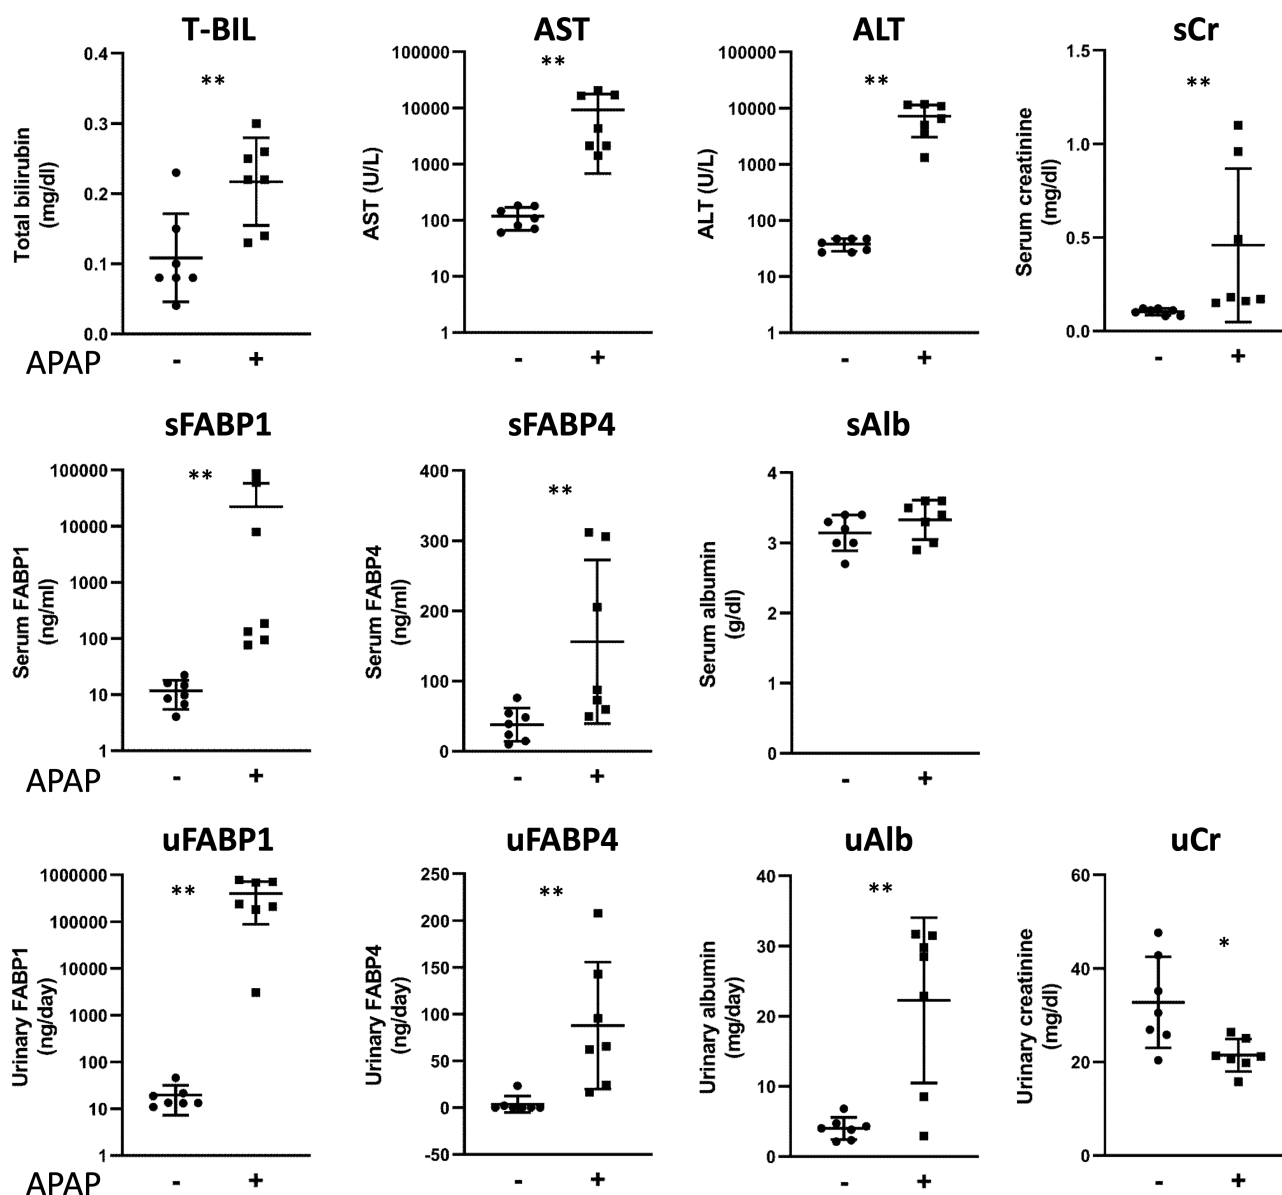 T-BIL
AST
ALT
sCr
Total bilirubin
(mg/dl)
0.4
0.3
0.2
0.1
0.0
**
AST (U/L)
100000
10000
1000
100
10
1
**
ALT (U/L)
100000
10000
1000
100
10
1
**
Serum creatinine
(mg/dl)
1.5
1.0
0.5
0.0
**
APAP - + - + - + - +
sFABP1
sFABP4
sAlb
Serum FABP1
(ng/ml)
100000
10000
1000
100
10
1
**
Serum FABP4
(ng/ml)
400
300
200
100
0
**
Serum albumin
(g/dl)
4
3
2
1
0
APAP - + - + - +
uFABP1
uFABP4
uAlb
uCr
Urinary FABP1
(ng/day)
1000000
100000
10000
1000
100
10
1
**
Urinary FABP4
(ng/day)
250
200
150
100
50
0
-50
**
Urinary albumin
(mg/day)
40
30
20
10
0
**
Urinary creatinine
(mg/dl)
60
40
20
0
*
APAP - + - + - + - +